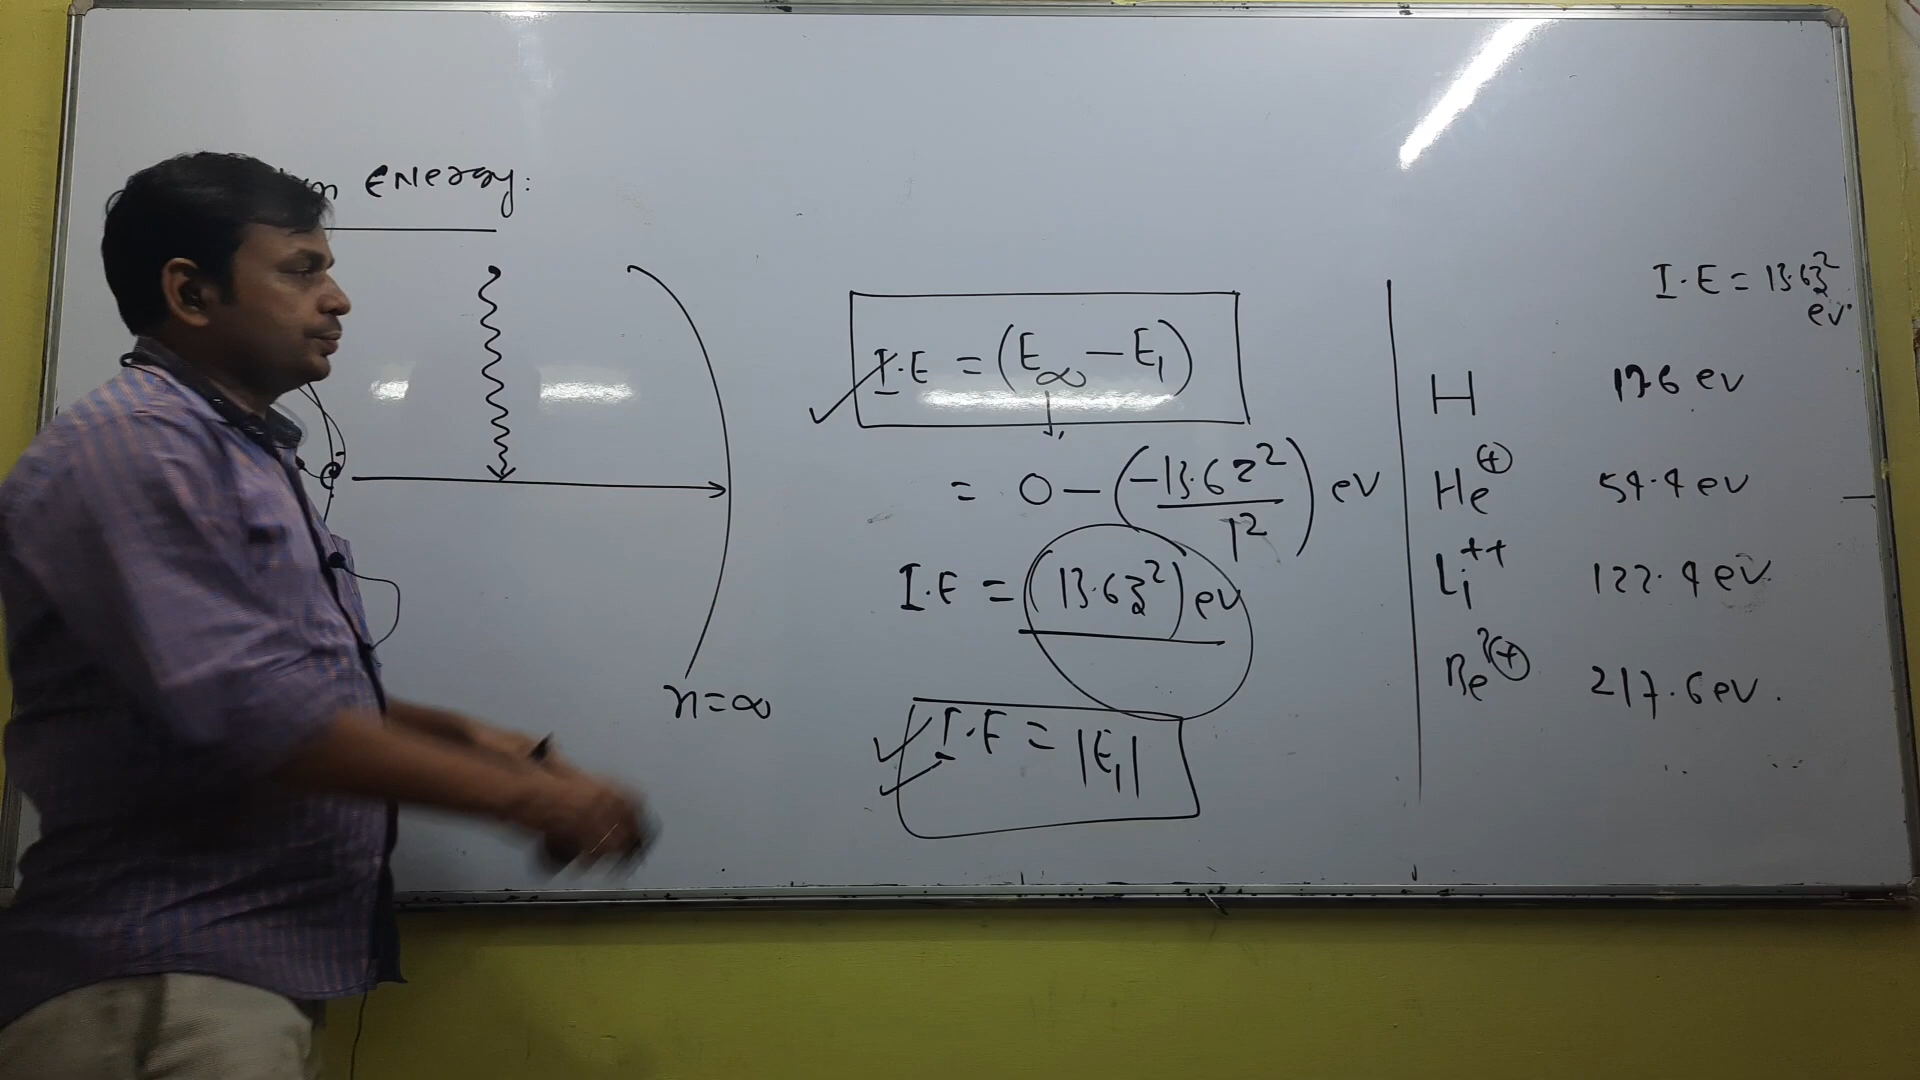 Energy:
n=∞
I.E = (E∞ − E1)
= 0 − (−13.6Z²/1²) ev
I.E = (13.6z²) ev
I.E = |E1|
I.E = 13.6z²
ev.
H 13.6 ev
He⊕ 54.4 ev
Li++ 122.4 ev.
Be3⊕ 217.6 ev.